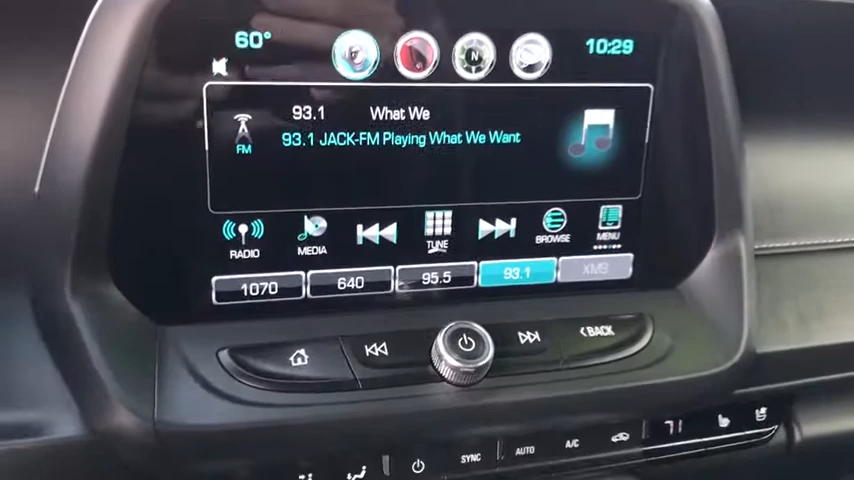 60° N 10:29
93.1 What We
93.1 JACK-FM Playing What We Want
FM
RADIO MEDIA TUNE BROWSE MENU
1070 640 95.5 93.1 XM8
BACK
SYNC AUTO A/C